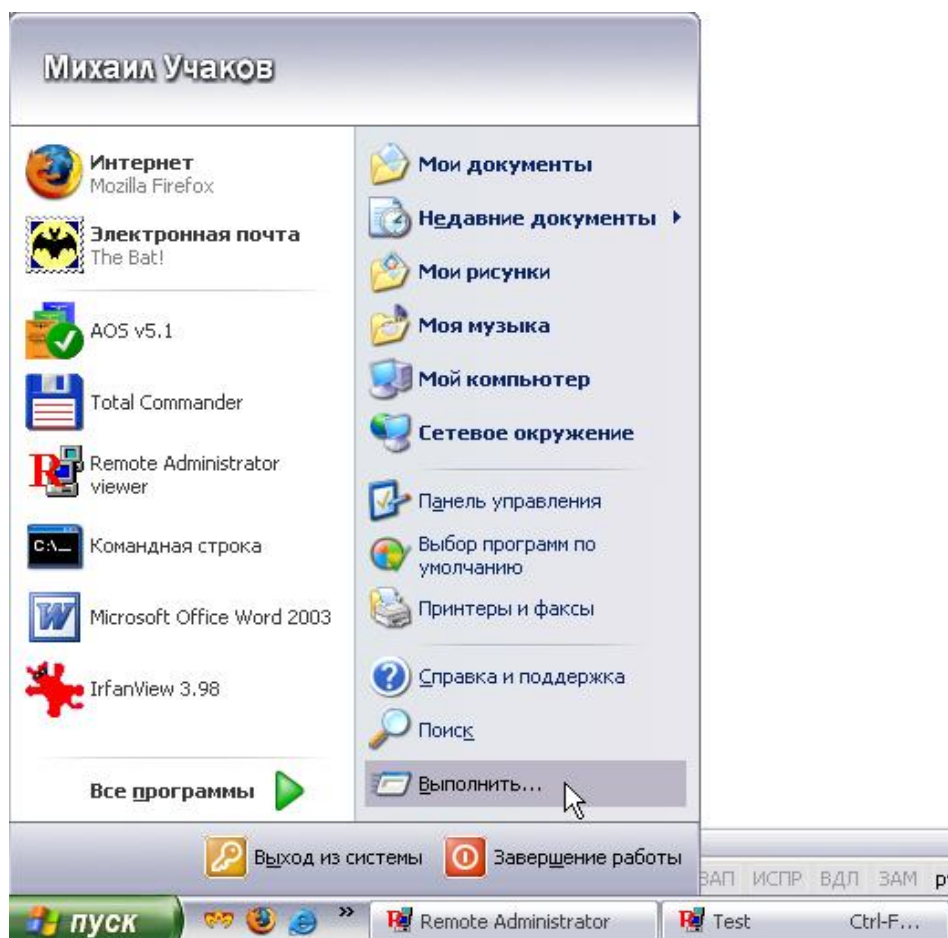 Михаил Учаков
Интернет
Mozilla Firefox
Электронная почта
The Bat!
AOS v5.1
Total Commander
Remote Administrator
viewer
C:\_
Командная строка
Microsoft Office Word 2003
IrfanView 3.98
Все программы
Мои документы
Недавние документы
Мои рисунки
Моя музыка
Мой компьютер
Сетевое окружение
Панель управления
Выбор программ по
умолчанию
Принтеры и факсы
Справка и поддержка
Поиск
Выполнить...
Выход из системы
Завершение работы
ЗАП ИСПР ВДЛ ЗАМ
пуск
»
Remote Administrator
Test Ctrl-F...